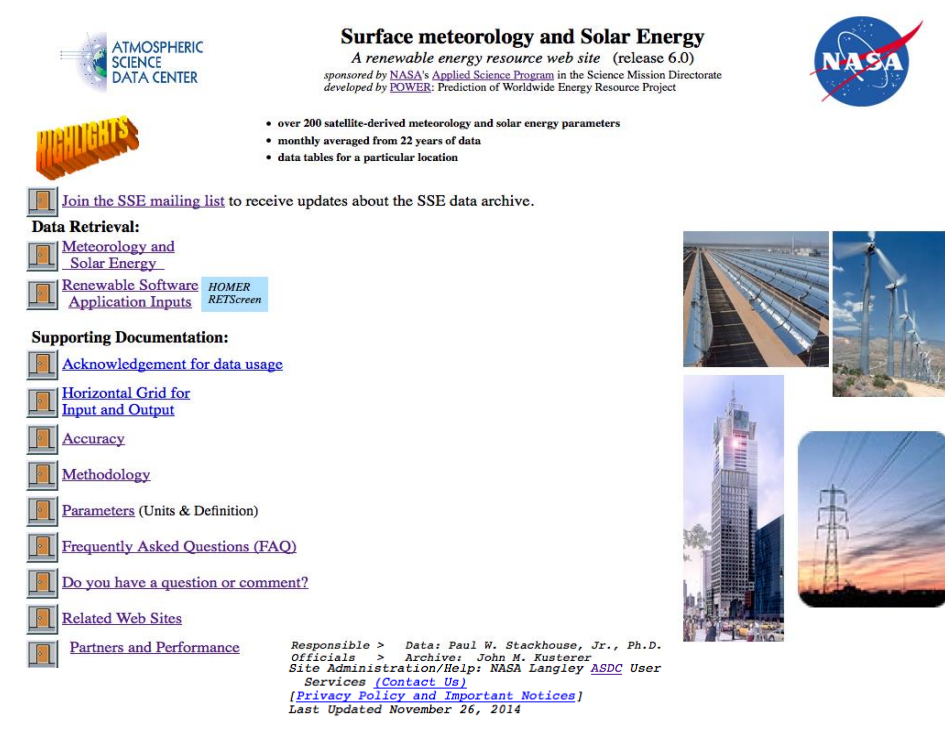 ATMOSPHERIC
SCIENCE
DATA CENTER
Surface meteorology and Solar Energy
A renewable energy resource web site (release 6.0)
sponsored by NASA's Applied Science Program in the Science Mission Directorate
developed by POWER: Prediction of Worldwide Energy Resource Project
NASA
HIGHLIGHTS
• over 200 satellite-derived meteorology and solar energy parameters
• monthly averaged from 22 years of data
• data tables for a particular location
Join the SSE mailing list to receive updates about the SSE data archive.
Data Retrieval:
Meteorology and
Solar Energy
Renewable Software
Application Inputs
HOMER
RETScreen
Supporting Documentation:
Acknowledgement for data usage
Horizontal Grid for
Input and Output
Accuracy
Methodology
Parameters (Units & Definition)
Frequently Asked Questions (FAQ)
Do you have a question or comment?
Related Web Sites
Partners and Performance
Responsible > Data: Paul W. Stackhouse, Jr., Ph.D.
Officials > Archive: John M. Kusterer
Site Administration/Help: NASA Langley ASDC User
Services (Contact Us)
[Privacy Policy and Important Notices]
Last Updated November 26, 2014